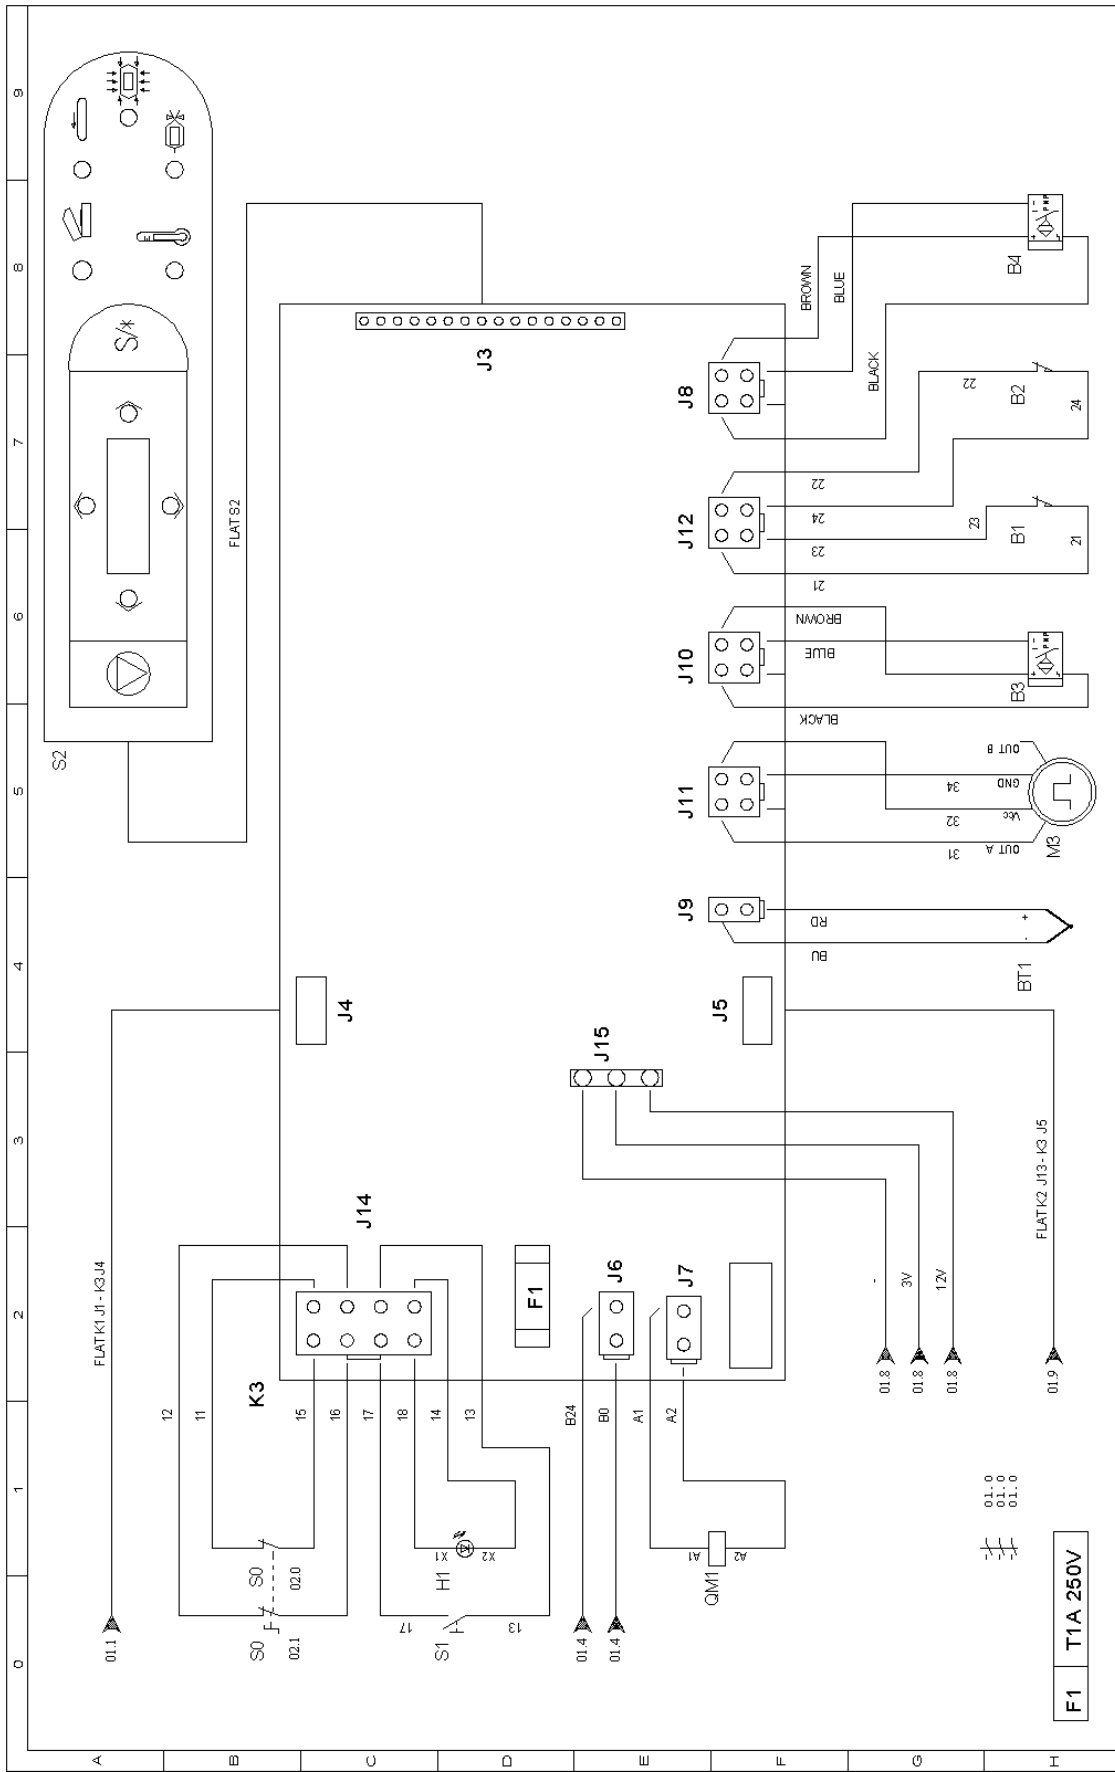 0 1 2 3 4 5 6 7 8 9
A
B
C
D
E
F
G
H
01.1
FLAT K1 J1 - K3 J4
S2
FLAT S2
S/*
12
11
K3
15
16
17
18
14
13
S0
02.1
S0
02.0
S1
17
13
H1
X1
X2
J14
J4
J3
F1
B24
B0
A1
A2
01.4
01.4
QM1
A1
A2
J6
J7
J15
J5
J9
J11
J10
J12
J8
BU
RD
BT1
-
+
31
32
34
OUT A
Vcc
GND
OUT B
M3
BLACK
BLUE
BROWN
B3
PNP
21
23
24
22
23
21
B1
22
24
B2
BLACK
BROWN
BLUE
B4
PNP
-
3V
12V
01.8
01.8
01.8
FLAT K2 J13 - K3 J5
01.9
01.0
01.0
01.0
F1 T1A 250V